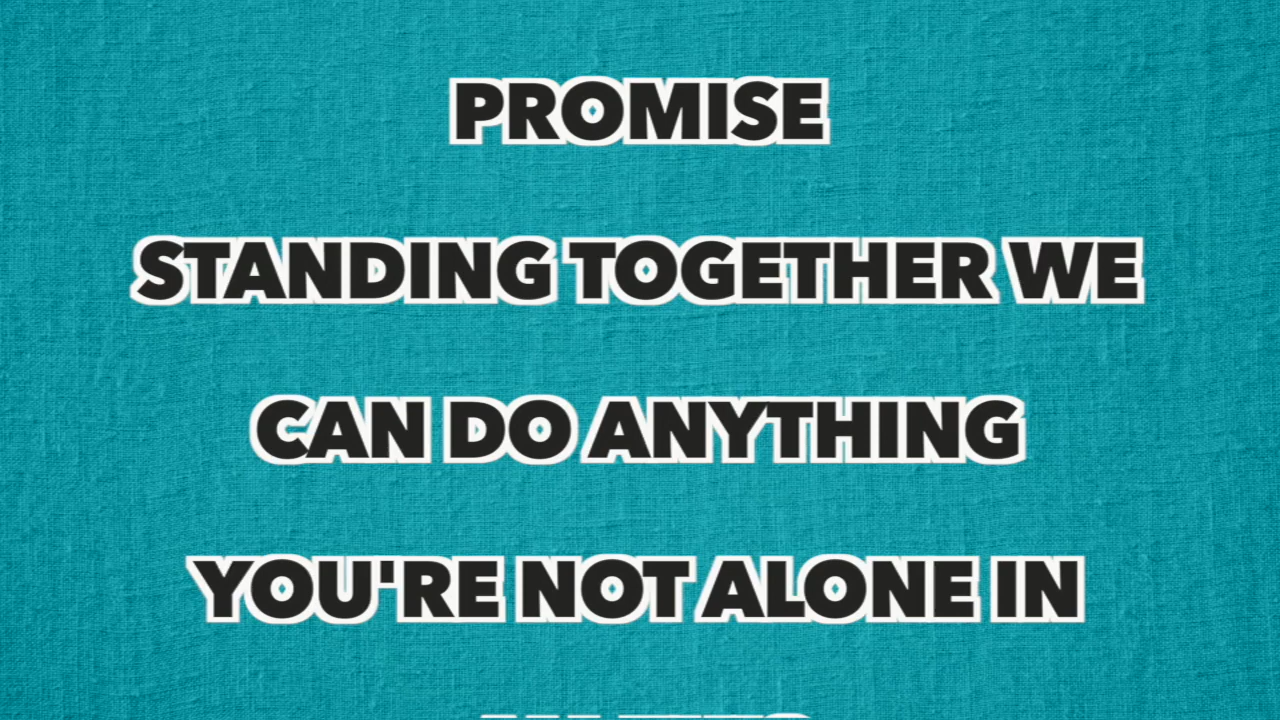 PROMISE
STANDING TOGETHER WE
CAN DO ANYTHING
YOU'RE NOT ALONE IN